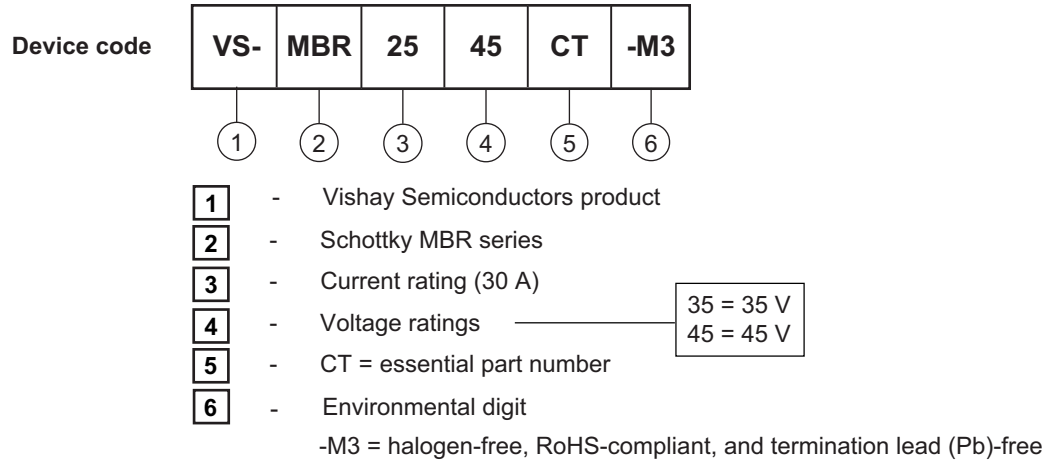 Device code
VS- MBR 25 45 CT -M3
1 2 3 4 5 6
1 - Vishay Semiconductors product
2 - Schottky MBR series
3 - Current rating (30 A)
4 - Voltage ratings
35 = 35 V
45 = 45 V
5 - CT = essential part number
6 - Environmental digit
-M3 = halogen-free, RoHS-compliant, and termination lead (Pb)-free